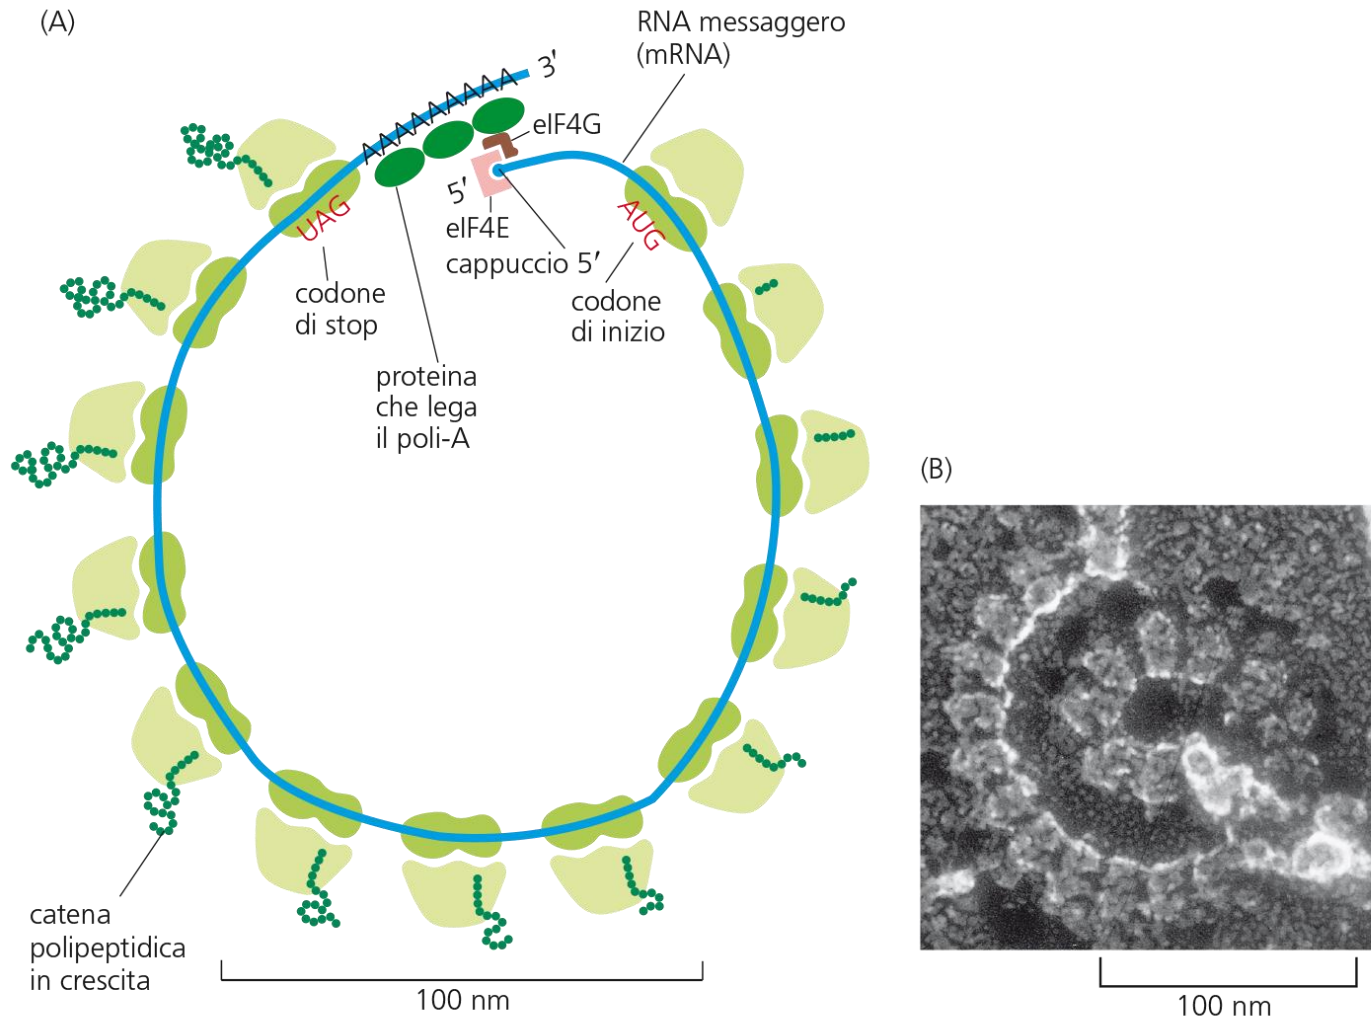 (A)
RNA messaggero
(mRNA)
3′
AAAAAAAAAA
eIF4G
5′
eIF4E
cappuccio 5′
UAG
AUG
codone
di stop
codone
di inizio
proteina
che lega
il poli-A
catena
polipeptidica
in crescita
100 nm
(B)
100 nm